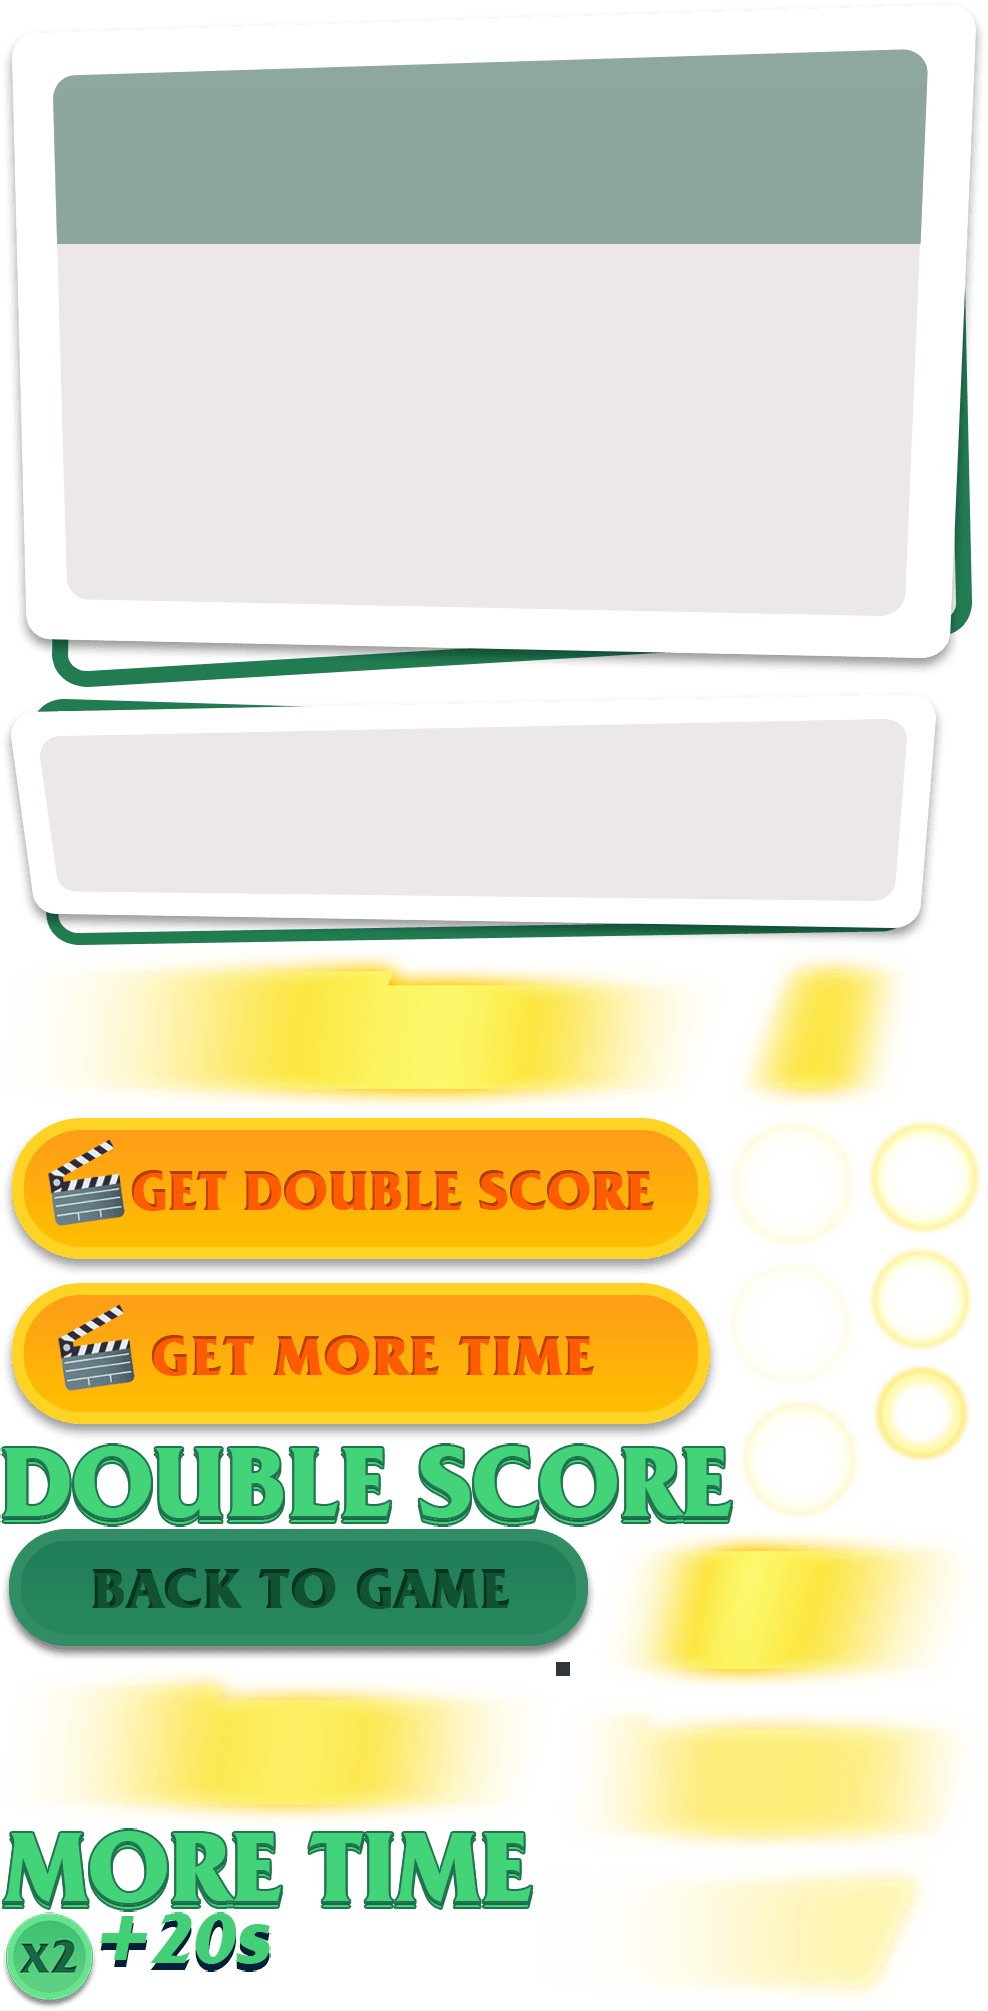 GET DOUBLE SCORE
GET MORE TIME
DOUBLE SCORE
BACK TO GAME
MORE TIME
+20s
X2